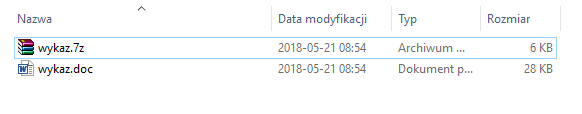 Nazwa Data modyfikacji Typ Rozmiar
wykaz.7z 2018-05-21 08:54 Archiwum ... 6 KB
wykaz.doc 2018-05-21 08:54 Dokument p... 28 KB